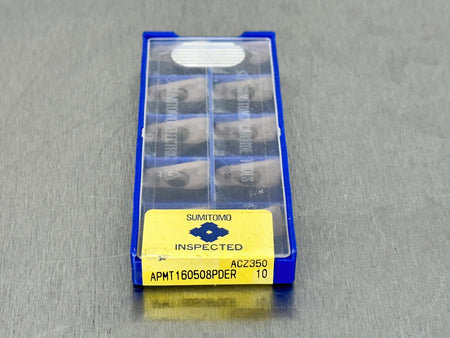 SUMITOMO
INSPECTED
ACZ350
APMT160508PDER 10